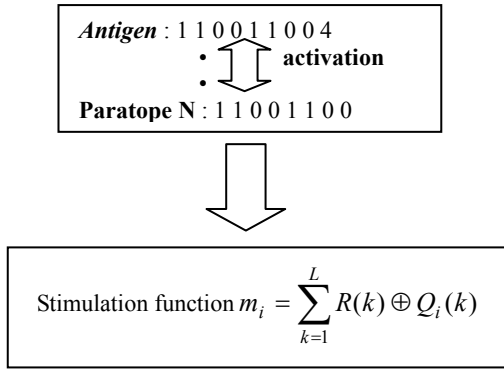 Antigen : 1 1 0 0 1 1 0 0 4
• activation
•
Paratope N : 1 1 0 0 1 1 0 0
Stimulation function m_i = \sum_{k=1}^{L} R(k) ⊕ Q_i(k)